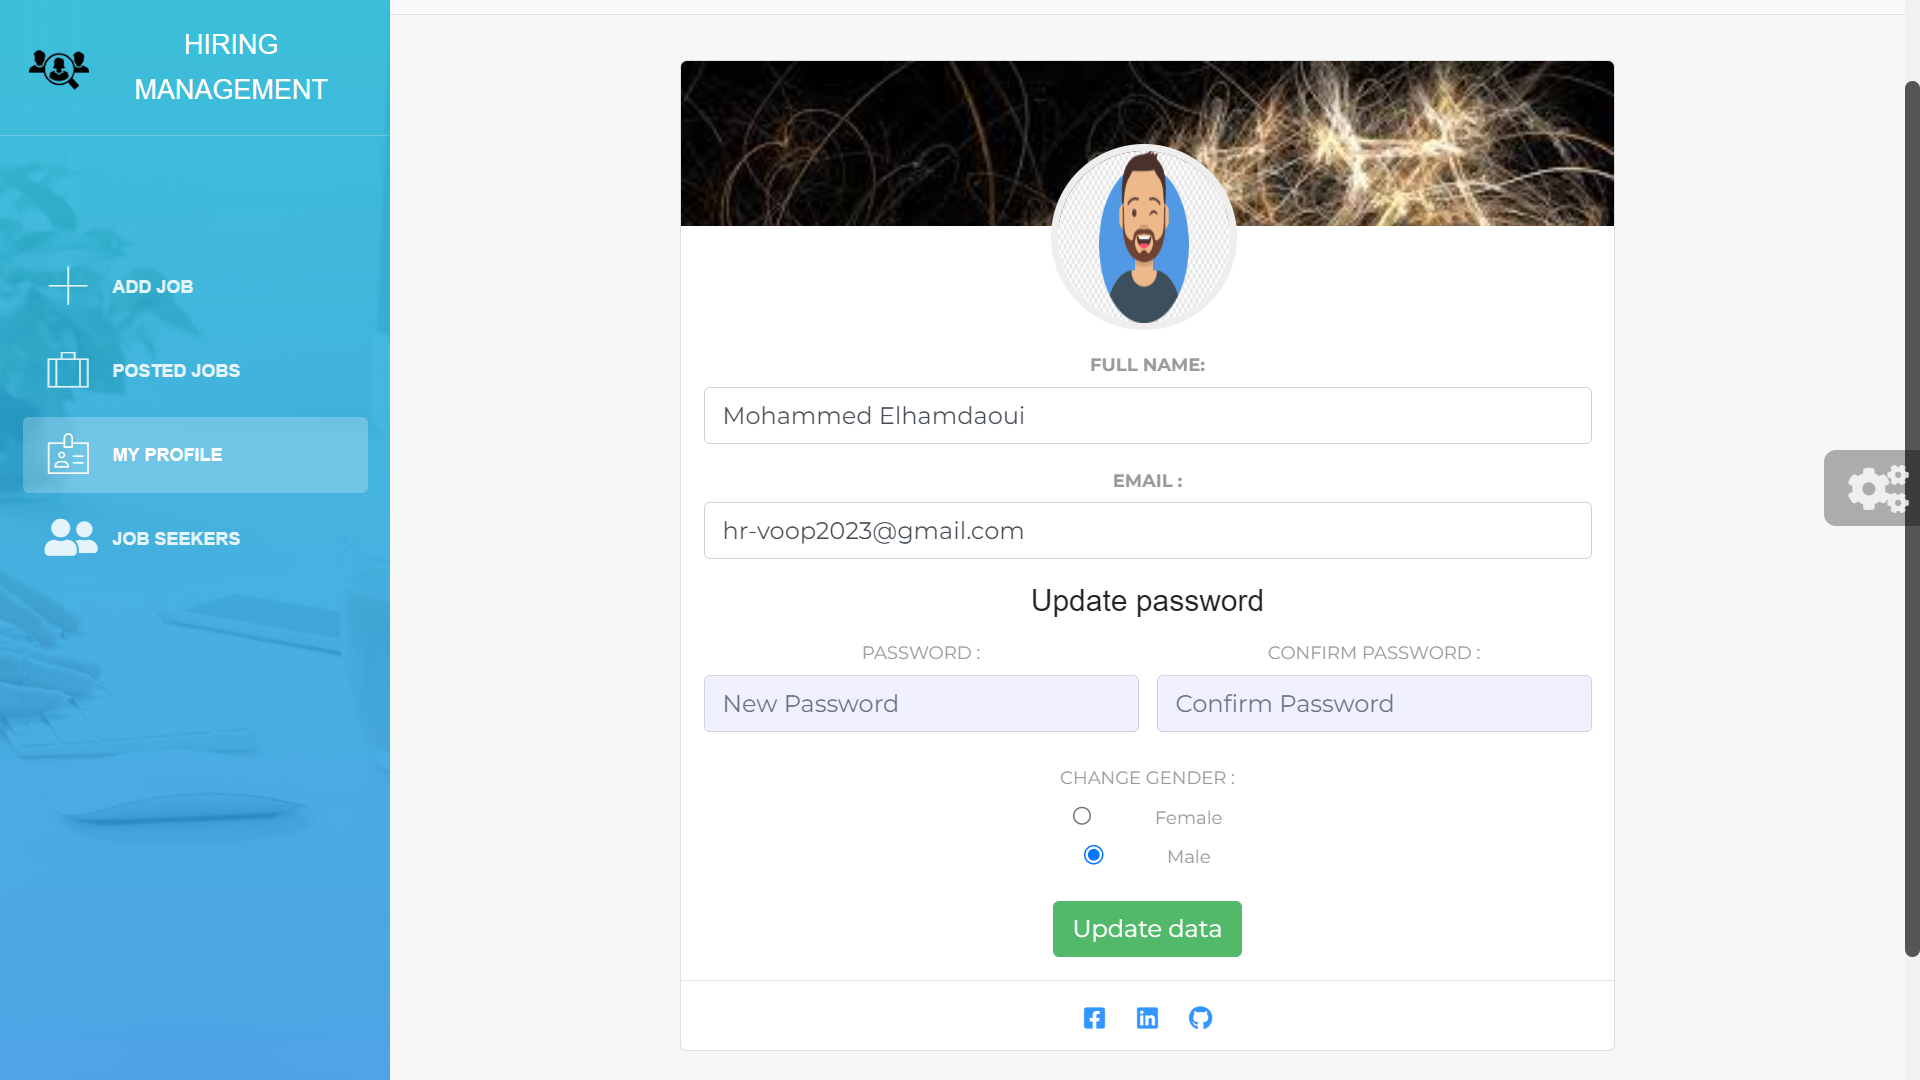 HIRING
MANAGEMENT
ADD JOB
POSTED JOBS
MY PROFILE
JOB SEEKERS
FULL NAME:
Mohammed Elhamdaoui
EMAIL :
hr-voop2023@gmail.com
Update password
PASSWORD :
CONFIRM PASSWORD :
New Password
Confirm Password
CHANGE GENDER :
Female
Male
Update data